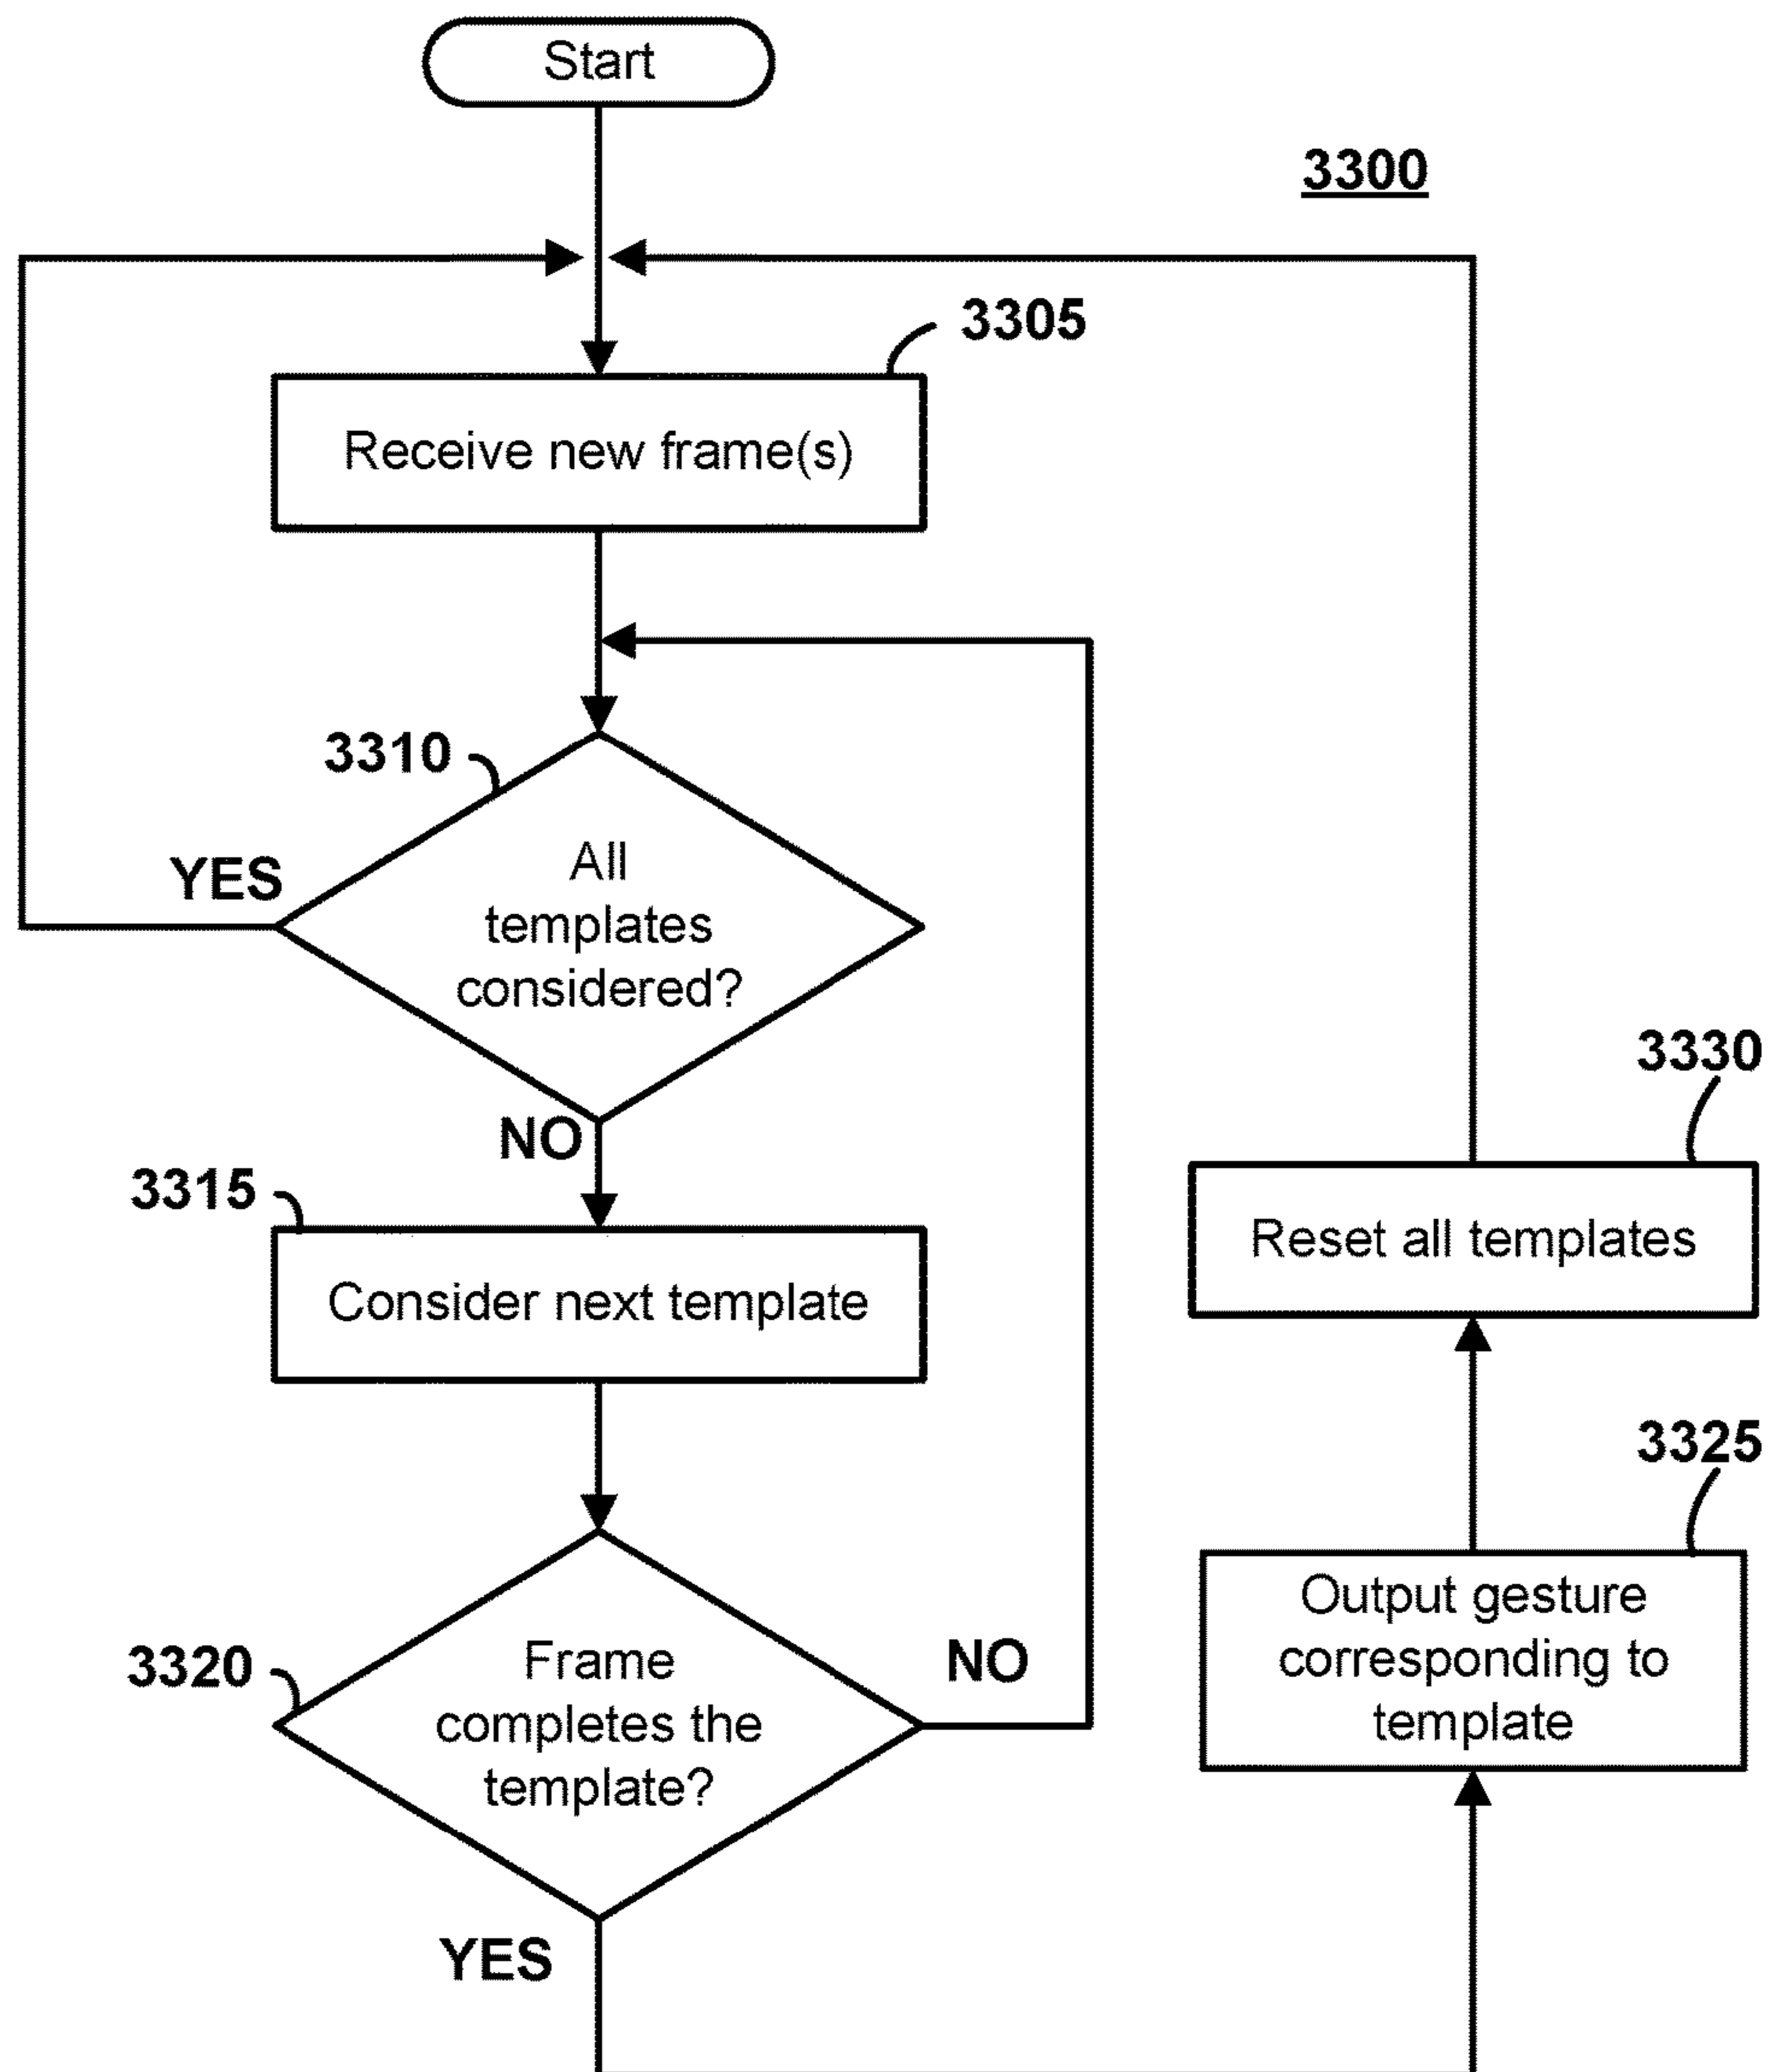 Start
3300
3305
Receive new frame(s)
3310
All
templates
considered?
YES
NO
3315
Consider next template
3320
Frame
completes the
template?
NO
YES
3330
Reset all templates
3325
Output gesture
corresponding to
template